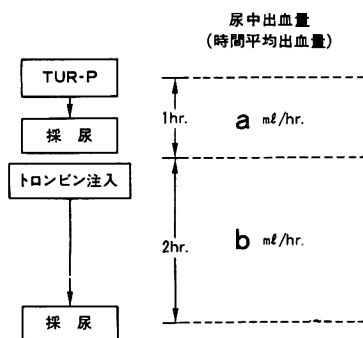 尿中出血量
(時間平均出血量)
TUR-P
1hr.
a mℓ/hr.
採 尿
トロンビン注入
2hr.
b mℓ/hr.
採 尿